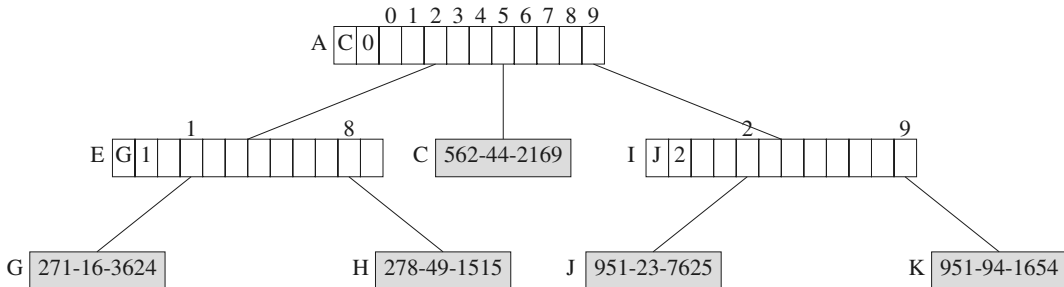 0 1 2 3 4 5 6 7 8 9
A C 0
1 8 2 9
E G 1 C 562-44-2169 I J 2
G 271-16-3624 H 278-49-1515 J 951-23-7625 K 951-94-1654